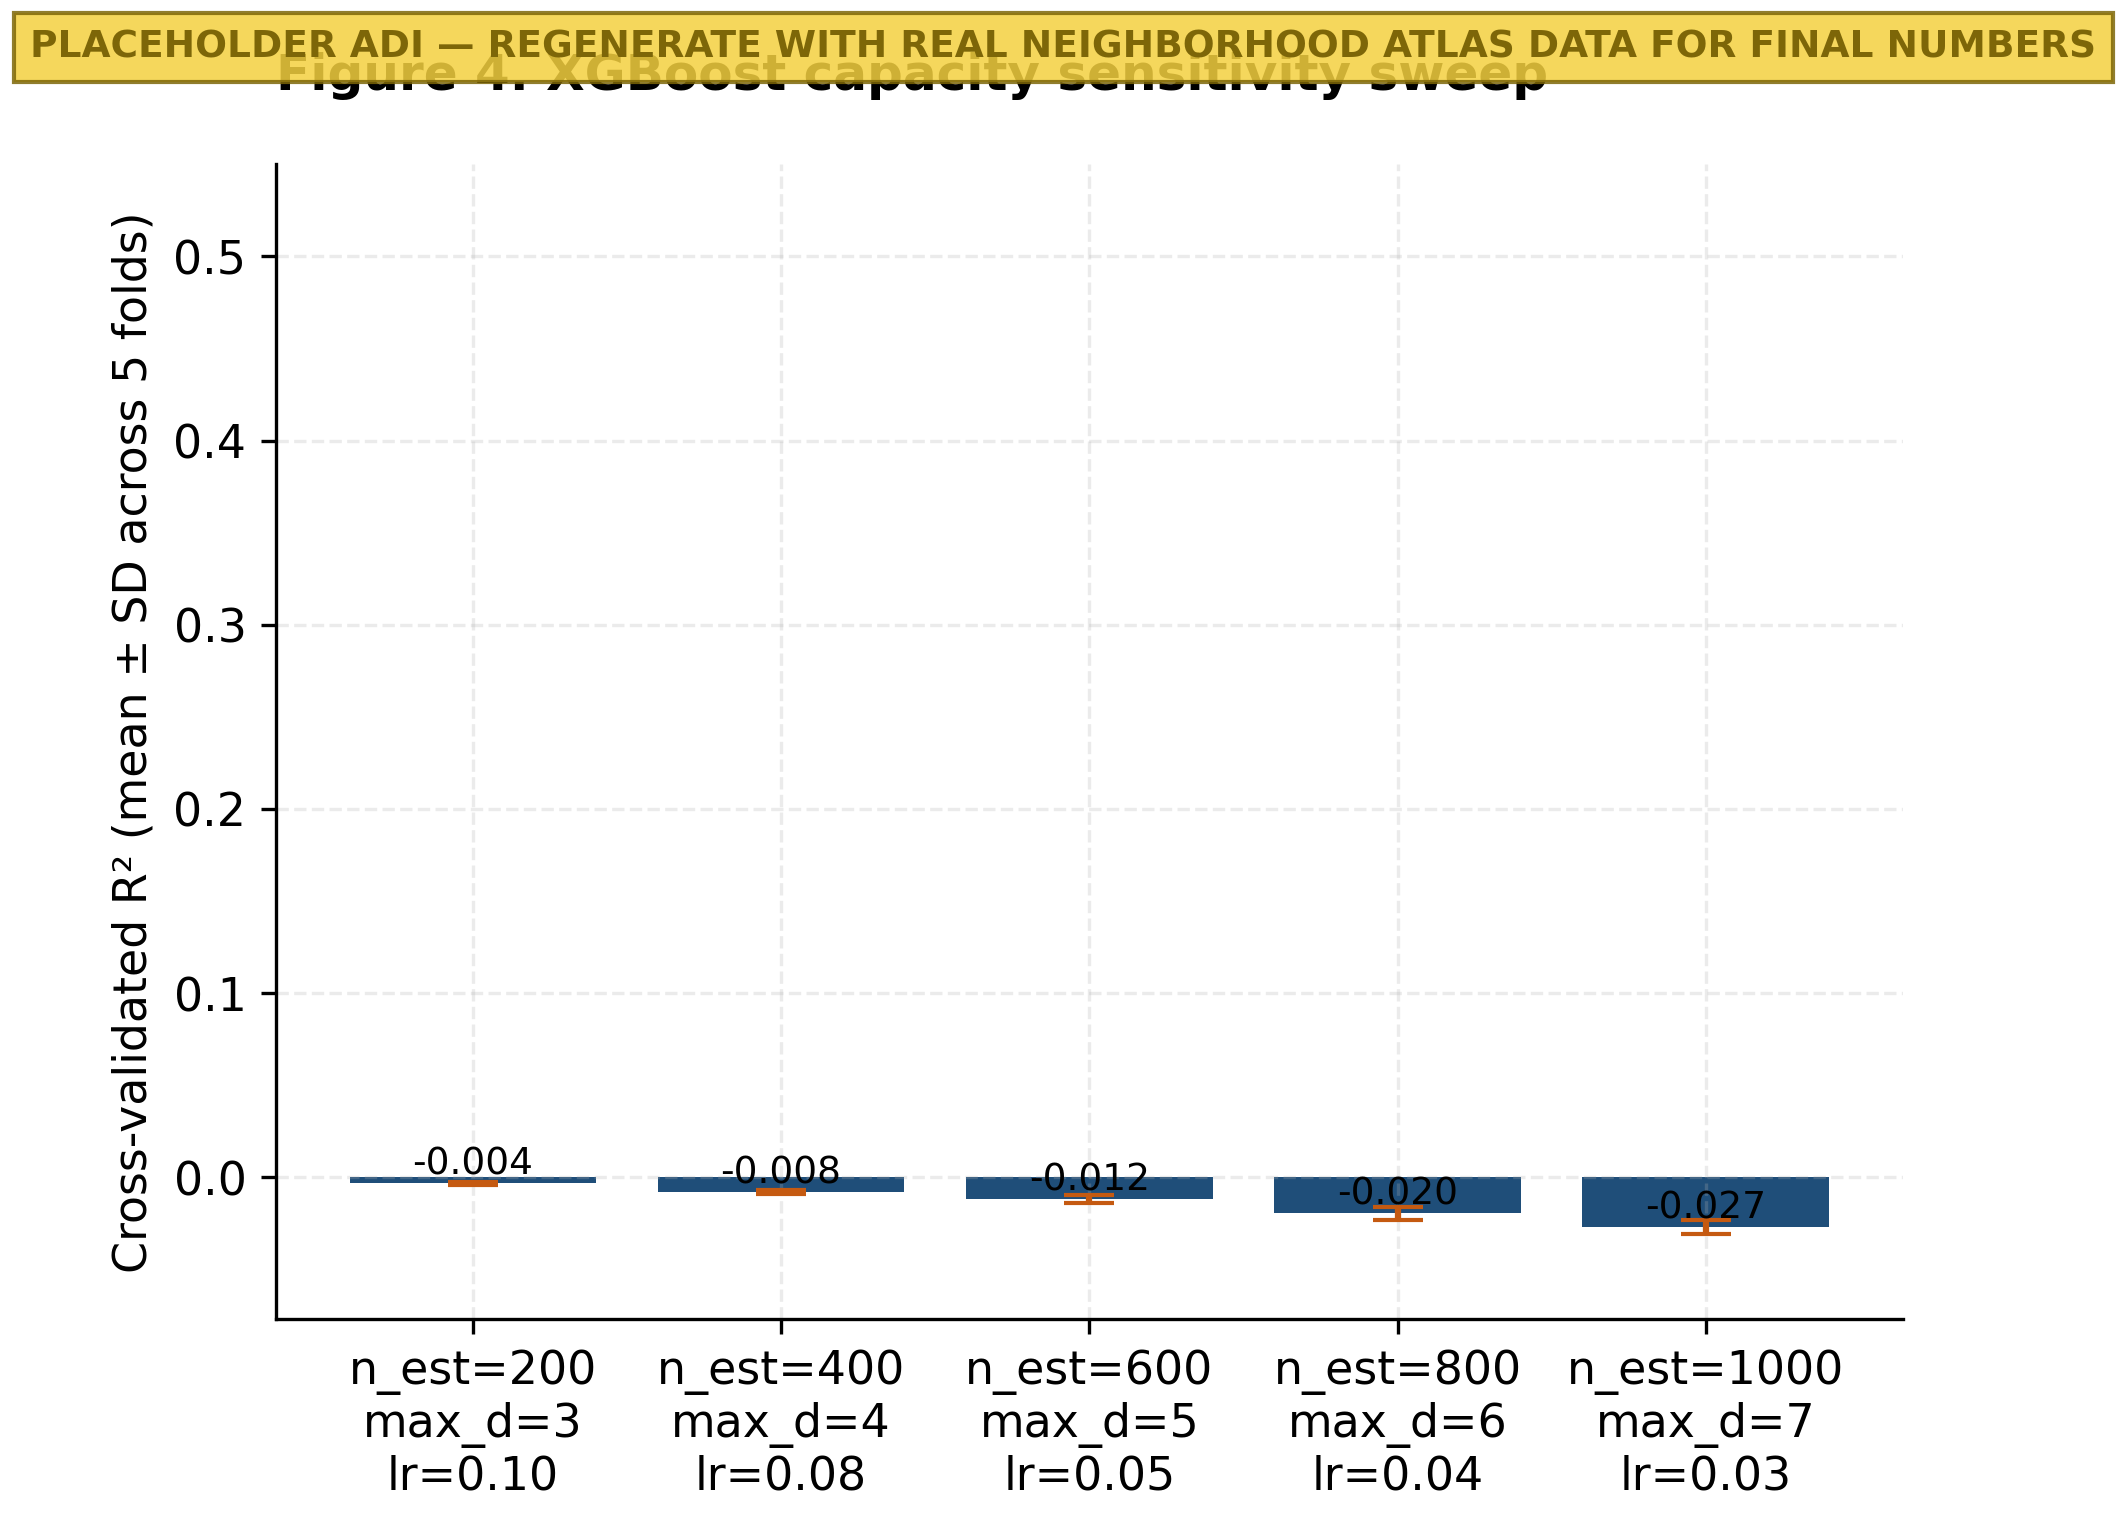 PLACEHOLDER ADI — REGENERATE WITH REAL NEIGHBORHOOD ATLAS DATA FOR FINAL NUMBERS
Figure 4. XGBoost capacity sensitivity sweep
Cross-validated R² (mean ± SD across 5 folds)
0.5
0.4
0.3
0.2
0.1
0.0
-0.004
-0.008
-0.012
-0.020
-0.027
n_est=200
max_d=3
lr=0.10
n_est=400
max_d=4
lr=0.08
n_est=600
max_d=5
lr=0.05
n_est=800
max_d=6
lr=0.04
n_est=1000
max_d=7
lr=0.03